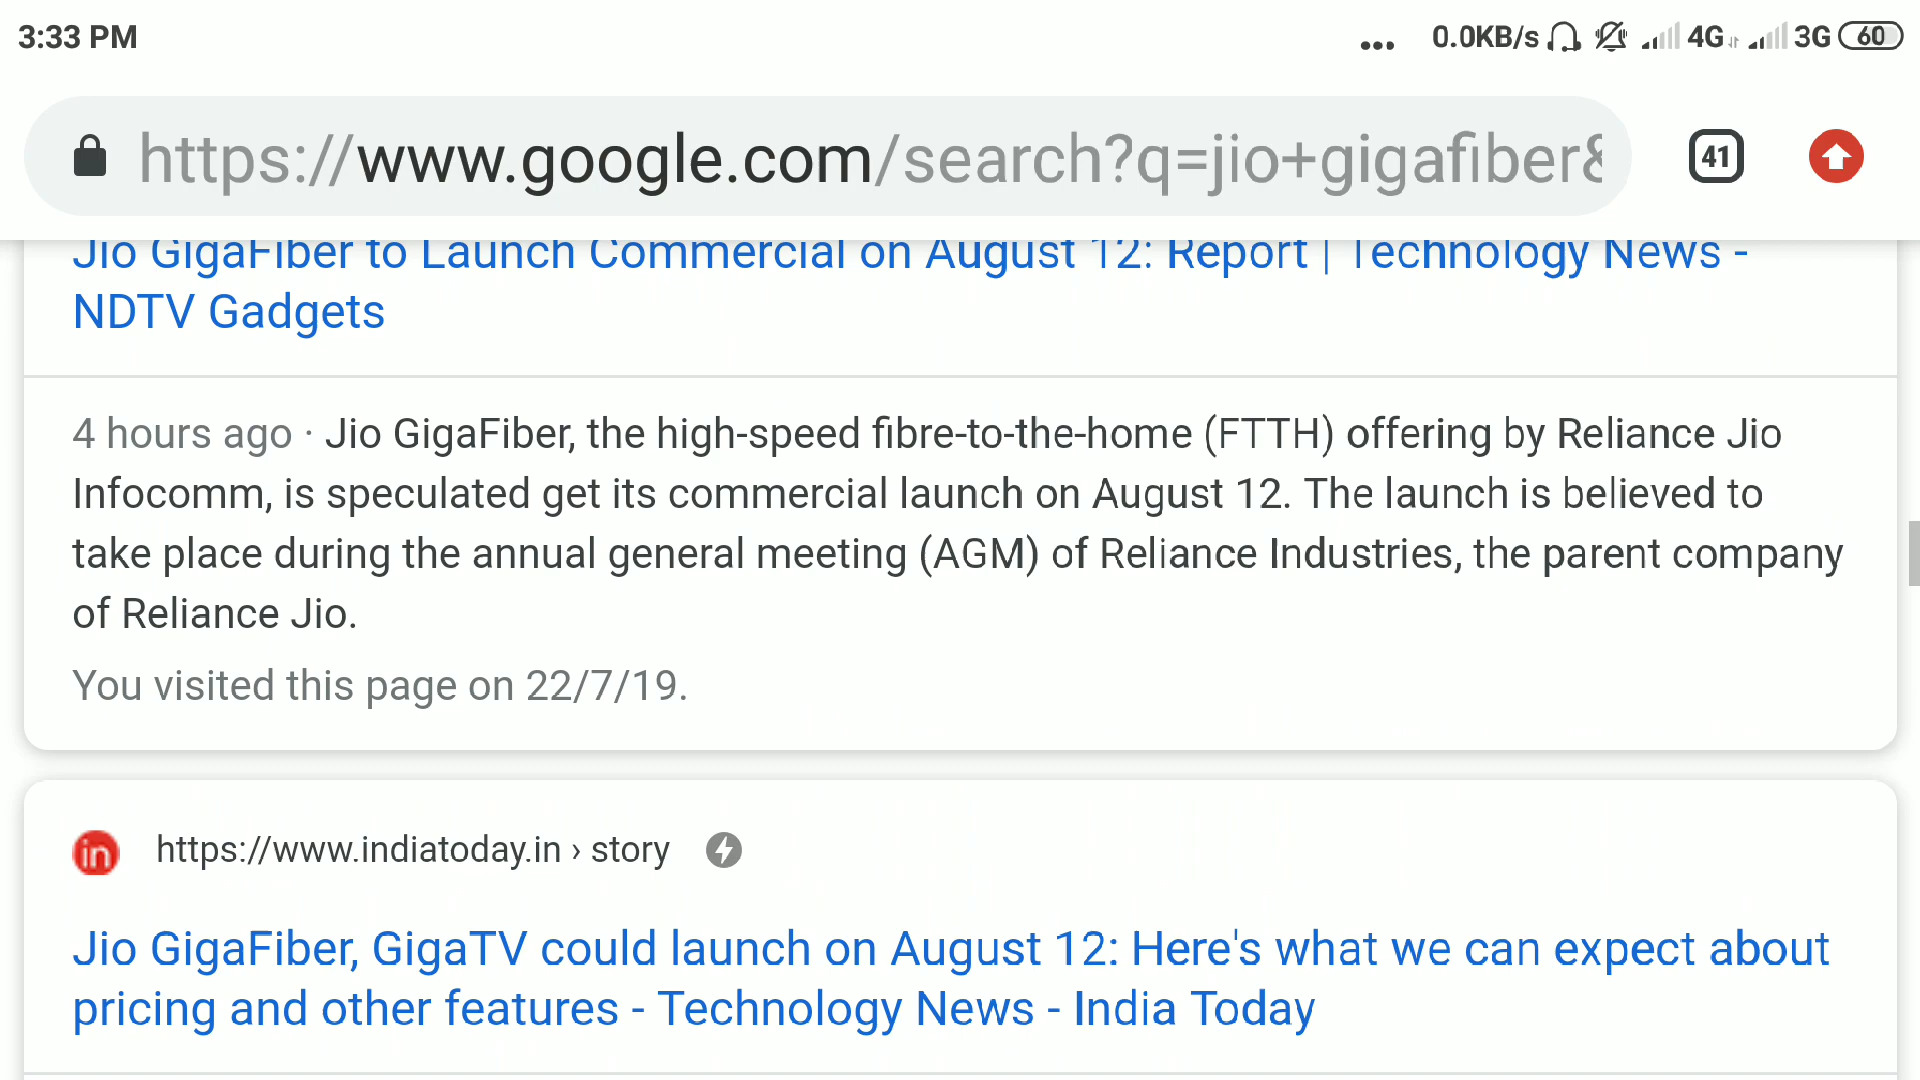 3:33 PM
... 0.0KB/s 4G 3G 60
https://www.google.com/search?q=jio+gigafiber&
41
Jio GigaFiber to Launch Commercial on August 12: Report | Technology News -
NDTV Gadgets
4 hours ago · Jio GigaFiber, the high-speed fibre-to-the-home (FTTH) offering by Reliance Jio
Infocomm, is speculated get its commercial launch on August 12. The launch is believed to
take place during the annual general meeting (AGM) of Reliance Industries, the parent company
of Reliance Jio.
You visited this page on 22/7/19.
in https://www.indiatoday.in › story
Jio GigaFiber, GigaTV could launch on August 12: Here's what we can expect about
pricing and other features - Technology News - India Today